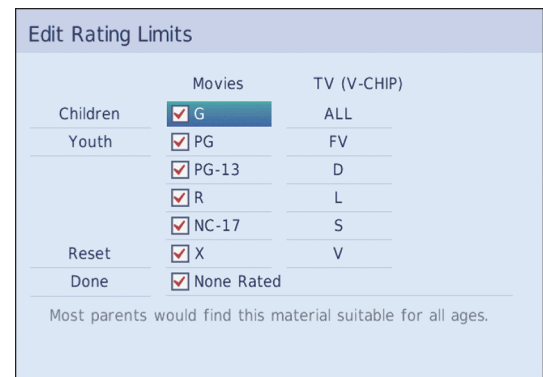 Edit Rating Limits
Movies TV (V-CHIP)
Children G ALL
Youth PG FV
PG-13 D
R L
NC-17 S
Reset X V
Done None Rated
Most parents would find this material suitable for all ages.